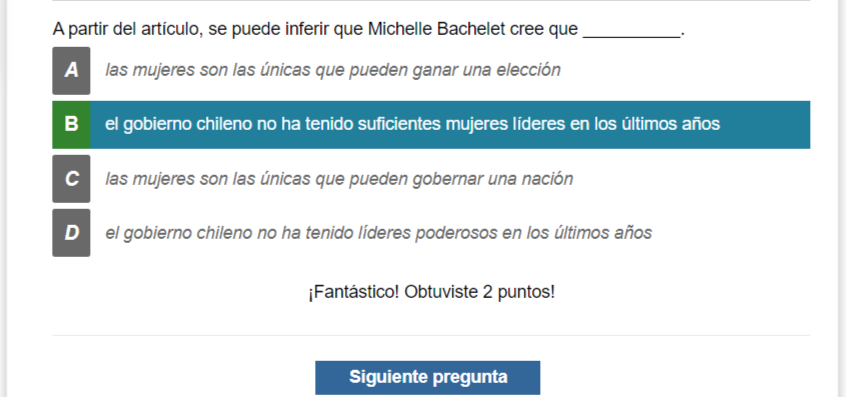 A partir del artículo, se puede inferir que Michelle Bachelet cree que __________.
A las mujeres son las únicas que pueden ganar una elección
B el gobierno chileno no ha tenido suficientes mujeres líderes en los últimos años
C las mujeres son las únicas que pueden gobernar una nación
D el gobierno chileno no ha tenido líderes poderosos en los últimos años
¡Fantástico! Obtuviste 2 puntos!
Siguiente pregunta